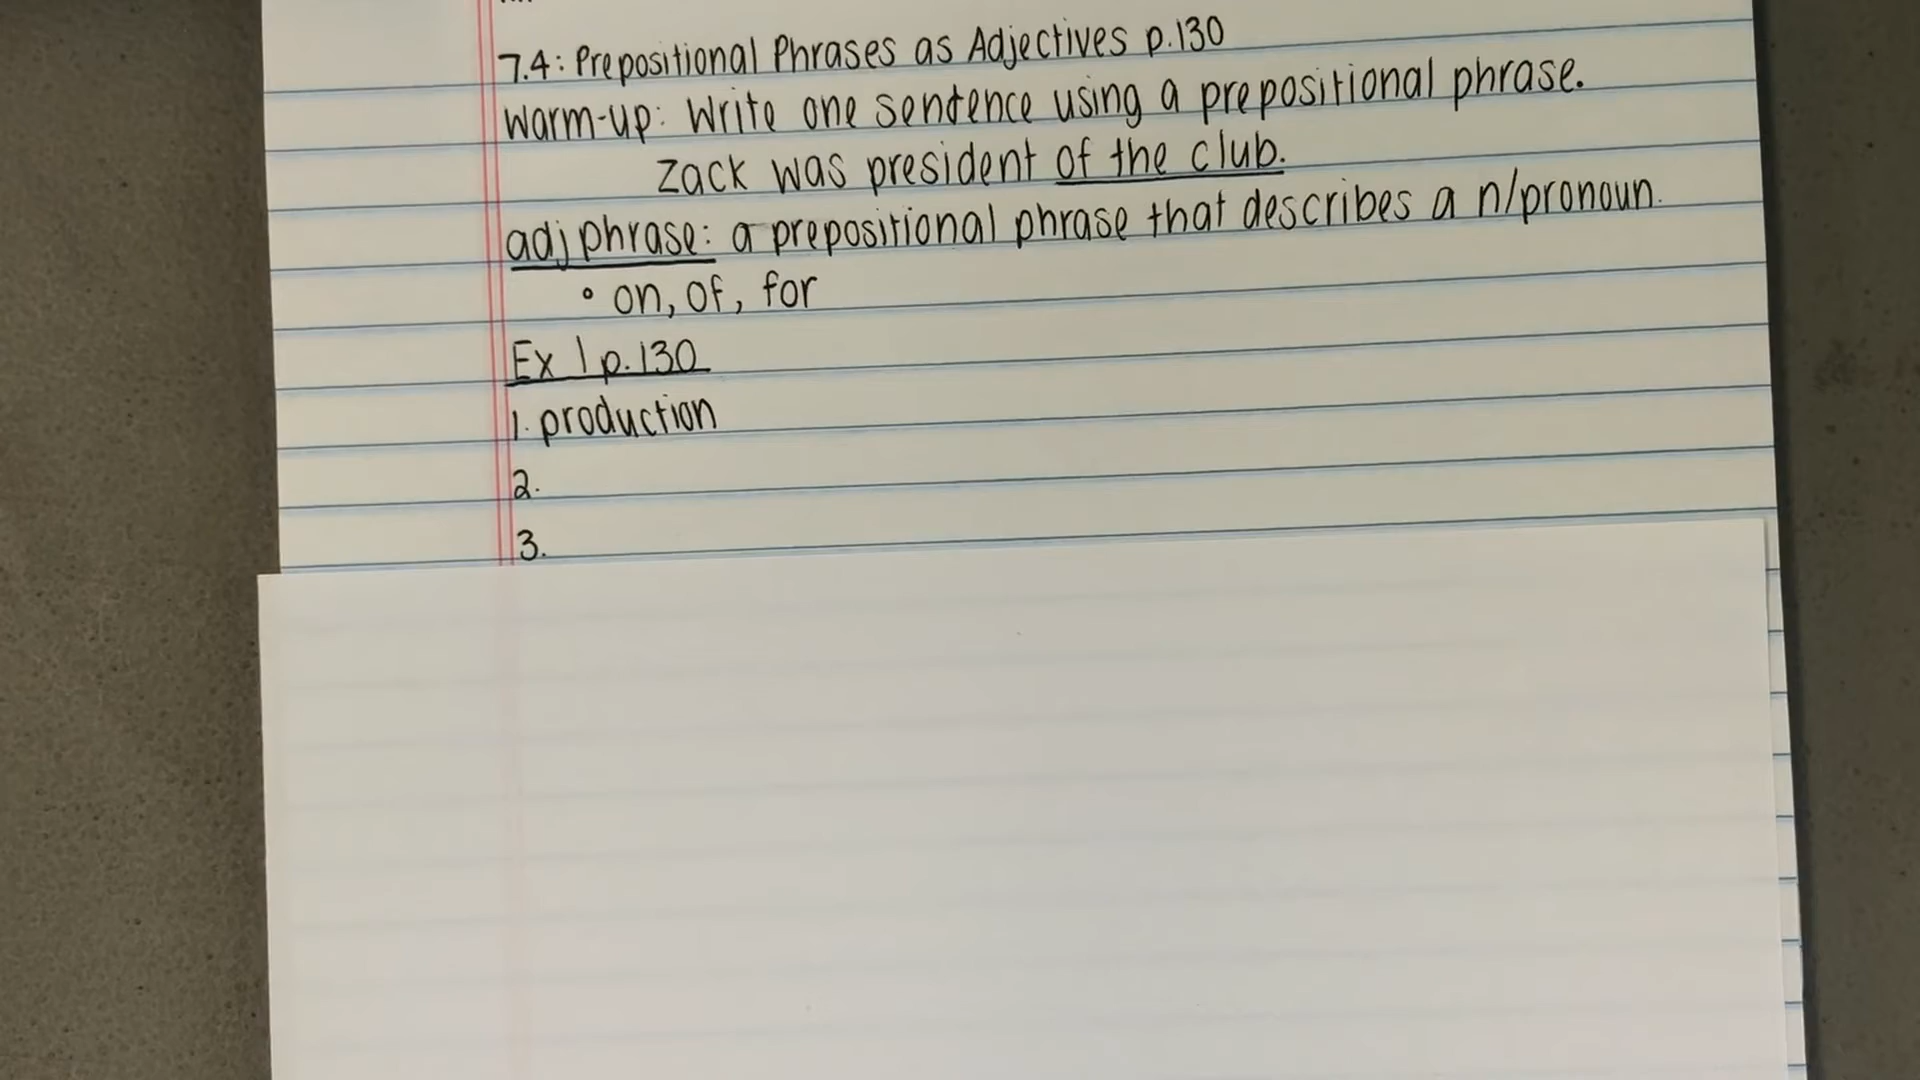 7.4: Prepositional Phrases as Adjectives p.130
Warm-up: Write one sentence using a prepositional phrase.
Zack was president of the club.
adj phrase: a prepositional phrase that describes a n/pronoun.
• on, of, for
Ex 1 p.130
1. production
2.
3.